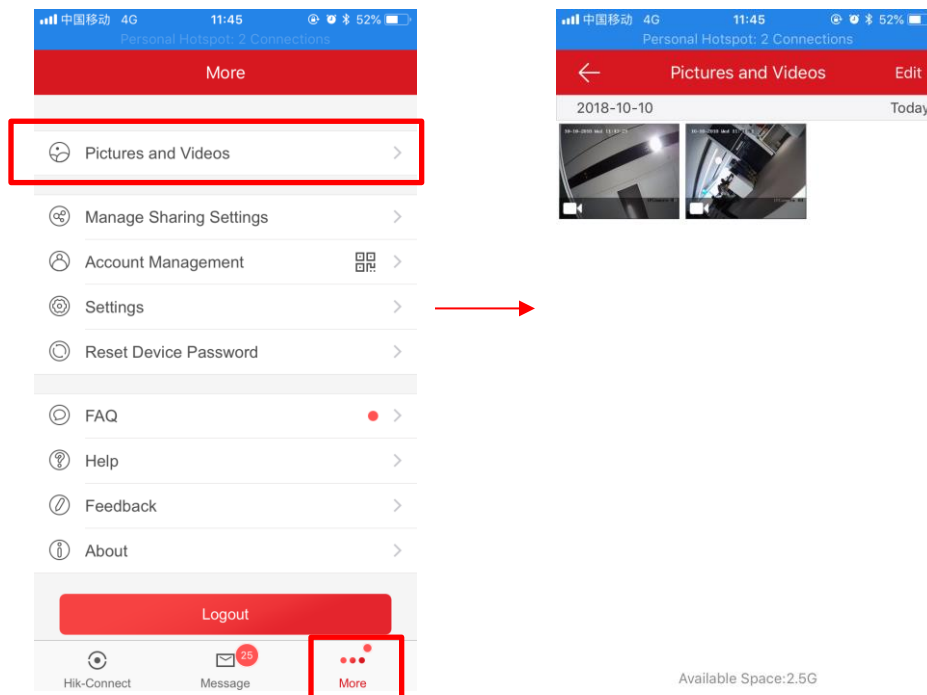 中国移动 4G 11:45 52%
Personal Hotspot: 2 Connections
More
Pictures and Videos
Manage Sharing Settings
Account Management
Settings
Reset Device Password
FAQ
Help
Feedback
About
Logout
Hik-Connect
25
Message
More
中国移动 4G 11:45 52%
Personal Hotspot: 2 Connections
Pictures and Videos Edit
2018-10-10 Today
Available Space:2.5G